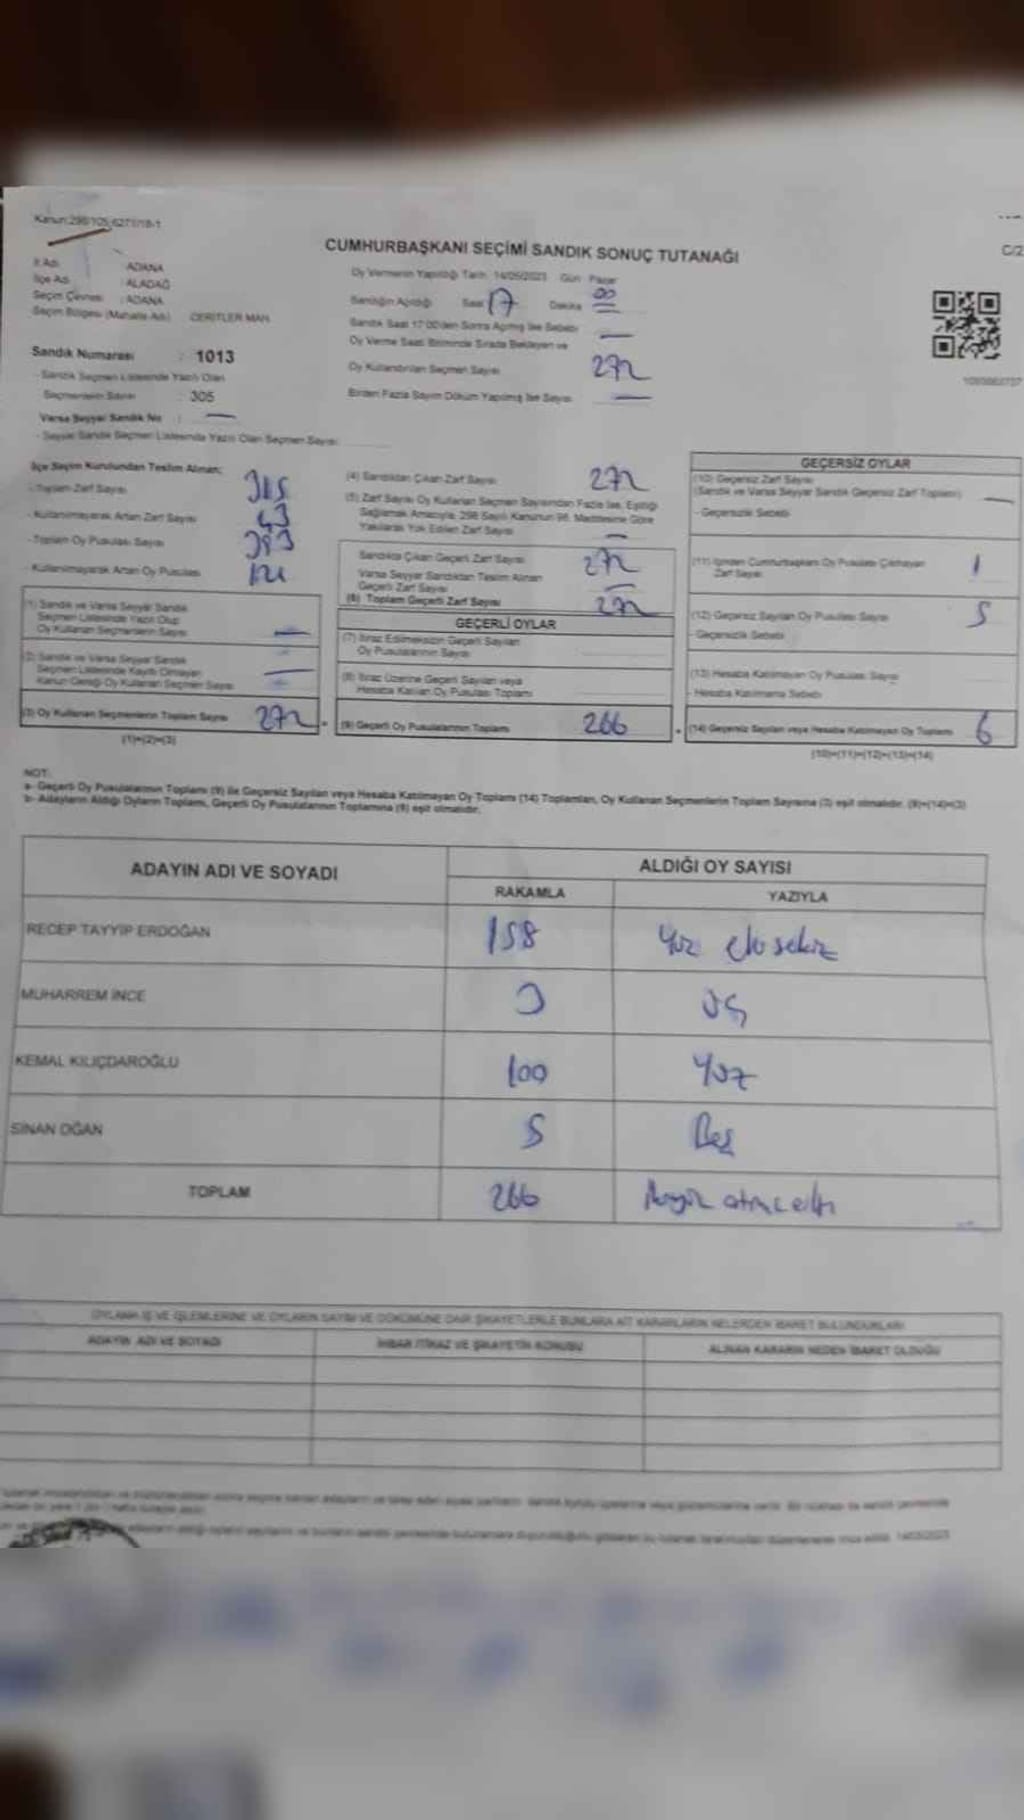 Kanun:298/105,6271/18-1
CUMHURBAŞKANI SEÇİMİ SANDIK SONUÇ TUTANAĞI
C/2
İl Adı : ADANA
İlçe Adı : ALADAĞ
Seçim Çevresi : ADANA
Seçim Bölgesi (Mahalle Adı) CERİTLER MAH.
Oy Vermenin Yapıldığı Tarih: 14/05/2023 Gün: Pazar
Sandığın Açıldığı Saat 17 Dakika 00
Sandık Saat 17:00'den Sonra Açılmış İse Sebebi
Oy Verme Saati Bitiminde Sırada Bekleyen ve
Oy Kullandırılan Seçmen Sayısı 272
Birden Fazla Sayım Döküm Yapılmış İse Sayısı
Sandık Numarası : 1013
- Sandık Seçmen Listesinde Yazılı Olan
Seçmenlerin Sayısı : 305
Varsa Seyyar Sandık No :
- Seyyar Sandık Seçmen Listesinde Yazılı Olan Seçmen Sayısı
İlçe Seçim Kurulundan Teslim Alınan;
- Toplam Zarf Sayısı 315
- Kullanılmayarak Artan Zarf Sayısı 43
- Toplam Oy Pusulası Sayısı 393
- Kullanılmayarak Artan Oy Pusulası 121
(1) Sandık ve Varsa Seyyar Sandık
Seçmen Listesinde Yazılı Olup
Oy Kullanan Seçmenlerin Sayısı
(2) Sandık ve Varsa Seyyar Sandık
Seçmen Listesinde Kayıtlı Olmayan
Kanun Gereği Oy Kullanan Seçmen Sayısı
(3) Oy Kullanan Seçmenlerin Toplam Sayısı 272
(1)+(2)=(3)
(4) Sandıktan Çıkan Zarf Sayısı 272
(5) Zarf Sayısı Oy Kullanan Seçmen Sayısından Fazla İse, Eşitliği
Sağlamak Amacıyla, 298 Sayılı Kanunun 98. Maddesine Göre
Yakılarak Yok Edilen Zarf Sayısı
Sandıkta Çıkan Geçerli Zarf Sayısı 272
Varsa Seyyar Sandıktan Teslim Alınan
Geçerli Zarf Sayısı
(6) Toplam Geçerli Zarf Sayısı 272
GEÇERLİ OYLAR
(7) İtiraz Edilmeksizin Geçerli Sayılan
Oy Pusulalarının Sayısı
(8) İtiraz Üzerine Geçerli Sayılan veya
Hesaba Katılan Oy Pusulası Toplamı
(9) Geçerli Oy Pusulalarının Toplamı 266
GEÇERSİZ OYLAR
(10) Geçersiz Zarf Sayısı
(Sandık ve Varsa Seyyar Sandık Geçersiz Zarf Toplamı)
- Geçersizlik Sebebi
(11) İçinden Cumhurbaşkanı Oy Pusulası Çıkmayan
Zarf Sayısı 1
(12) Geçersiz Sayılan Oy Pusulası Sayısı 5
- Geçersizlik Sebebi
(13) Hesaba Katılmayan Oy Pusulası Sayısı
- Hesaba Katılmama Sebebi
(14) Geçersiz Sayılan veya Hesaba Katılmayan Oy Toplamı 6
(10)+(11)+(12)+(13)=(14)
NOT:
a- Geçerli Oy Pusulalarının Toplamı (9) ile Geçersiz Sayılan veya Hesaba Katılmayan Oy Toplamı (14) Toplamları, Oy Kullanan Seçmenlerin Toplam Sayısına (3) eşit olmalıdır. (9)+(14)=(3)
b- Adayların Aldığı Oyların Toplamı, Geçerli Oy Pusulalarının Toplamına (9) eşit olmalıdır.
ADAYIN ADI VE SOYADI
ALDIĞI OY SAYISI
RAKAMLA YAZIYLA
RECEP TAYYİP ERDOĞAN 158 Yüz elli sekiz
MUHARREM İNCE 3 Üç
KEMAL KILIÇDAROĞLU 100 Yüz
SİNAN OĞAN 5 Beş
TOPLAM 266 İkiyüz altmış altı
OYLAMA İŞ VE İŞLEMLERİNE VE OYLARIN SAYIM VE DÖKÜMÜNE DAİR ŞİKAYETLERLE BUNLARA AİT KARARLARIN NELERDEN İBARET BULUNDUKLARI
ADAYIN ADI VE SOYADI
İHBAR İTİRAZ VE ŞİKAYETİN KONUSU
ALINAN KARARIN NEDEN İBARET OLDUĞU